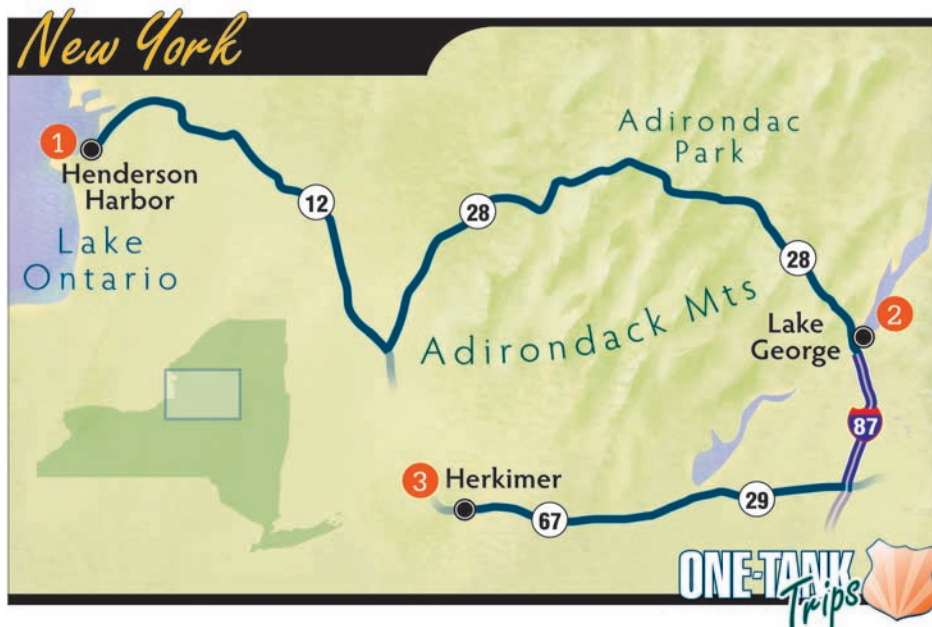 New York
Adirondac
Park
1
Henderson
Harbor
12
28
Lake
Ontario
28
Adirondack Mts
2
Lake
George
87
3
Herkimer
67
29
ONE-TANK
Trips